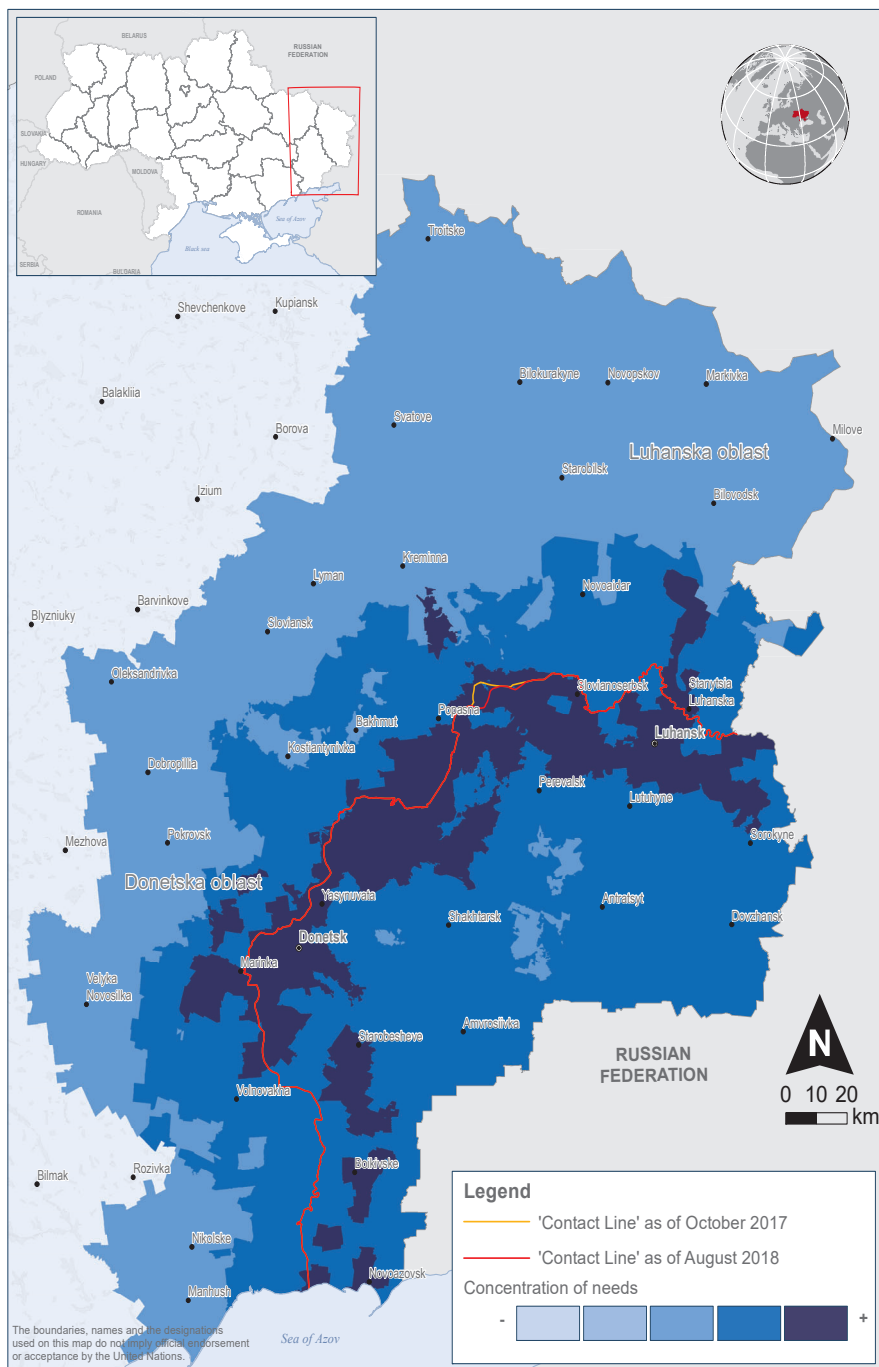 BELARUS
RUSSIAN
FEDERATION
POLAND
SLOVAKIA
HUNGARY
MOLDOVA
ROMANIA
Sea of Azov
Black sea
SERBIA
BULGARIA
Troitske
Shevchenkove
Kupiansk
Bilokurakyne
Novopskov
Markivka
Balakliia
Svatove
Borova
Milove
Luhanska oblast
Starobilsk
Izium
Bilovodsk
Kreminna
Lyman
Novoaidar
Barvinkove
Blyzniuky
Sloviansk
Oleksandrivka
Slovianoserbsk
Stanytsia
Luhanska
Popasna
Bakhmut
Luhansk
Kostiantynivka
Dobropillia
Perevalsk
Lutuhyne
Mezhova
Pokrovsk
Sorokyne
Donetska oblast
Yasynuvata
Antratsyt
Shakhtarsk
Dovzhansk
Donetsk
Marinka
Velyka
Novosilka
Amvrosiivka
Starobesheve
RUSSIAN
FEDERATION
N
0 10 20
km
Volnovakha
Boikivske
Rozivka
Bilmak
Nikolske
Novoazovsk
Manhush
Legend
'Contact Line' as of October 2017
'Contact Line' as of August 2018
Concentration of needs
- +
The boundaries, names and the designations
used on this map do not imply official endorsement
or acceptance by the United Nations.
Sea of Azov